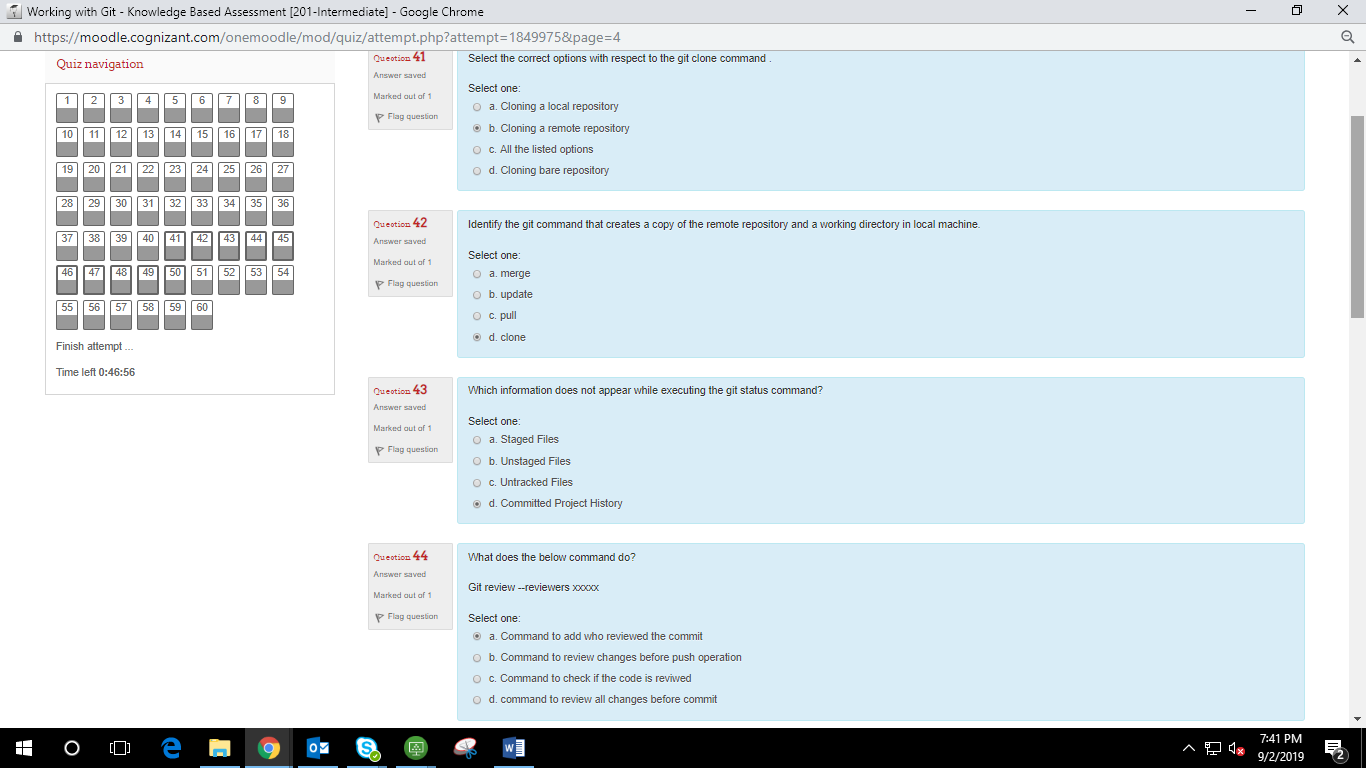 Working with Git - Knowledge Based Assessment [201-Intermediate] - Google Chrome
https://moodle.cognizant.com/onemoodle/mod/quiz/attempt.php?attempt=18499758&page=4
Quiz navigation
1 2 3 4 5 6 7 8 9
10 11 12 13 14 15 16 17 18
19 20 21 22 23 24 25 26 27
28 29 30 31 32 33 34 35 36
37 38 39 40 41 42 43 44 45
46 47 48 49 50 51 52 53 54
55 56 57 58 59 60
Finish attempt ...
Time left 0:46:56
Question 41
Answer saved
Marked out of 1
Flag question
Select the correct options with respect to the git clone command .
Select one:
a. Cloning a local repository
b. Cloning a remote repository
c. All the listed options
d. Cloning bare repository
Question 42
Answer saved
Marked out of 1
Flag question
Identify the git command that creates a copy of the remote repository and a working directory in local machine.
Select one:
a. merge
b. update
c. pull
d. clone
Question 43
Answer saved
Marked out of 1
Flag question
Which information does not appear while executing the git status command?
Select one:
a. Staged Files
b. Unstaged Files
c. Untracked Files
d. Committed Project History
Question 44
Answer saved
Marked out of 1
Flag question
What does the below command do?
Git review --reviewers xxxxx
Select one:
a. Command to add who reviewed the commit
b. Command to review changes before push operation
c. Command to check if the code is reviwed
d. command to review all changes before commit
7:41 PM
9/2/2019
2